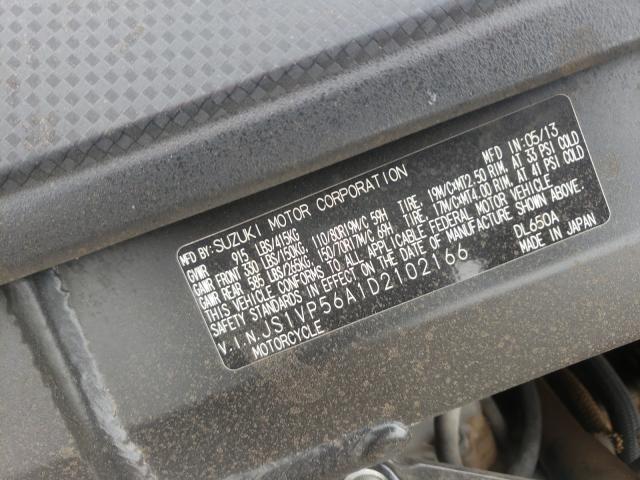 MFD BY: SUZUKI MOTOR CORPORATION MFD IN: 05/13
GVWR 915 LBS/415KG
GAWR FRONT 330 LBS/150KG 110/80R19M/C 59H TIRE, 19M/C×MT2.50 RIM, AT 33 PSI COLD
GAWR REAR 585 LBS/265KG 150/70R17M/C 69H TIRE, 17M/C×MT4.00 RIM, AT 41 PSI COLD
THIS VEHICLE CONFORMS TO ALL APPLICABLE FEDERAL MOTOR VEHICLE
SAFETY STANDARDS IN EFFECT ON THE DATE OF MANUFACTURE SHOWN ABOVE.
V.I.N. JS1VP56A1D2102166 DL650A
MOTORCYCLE MADE IN JAPAN